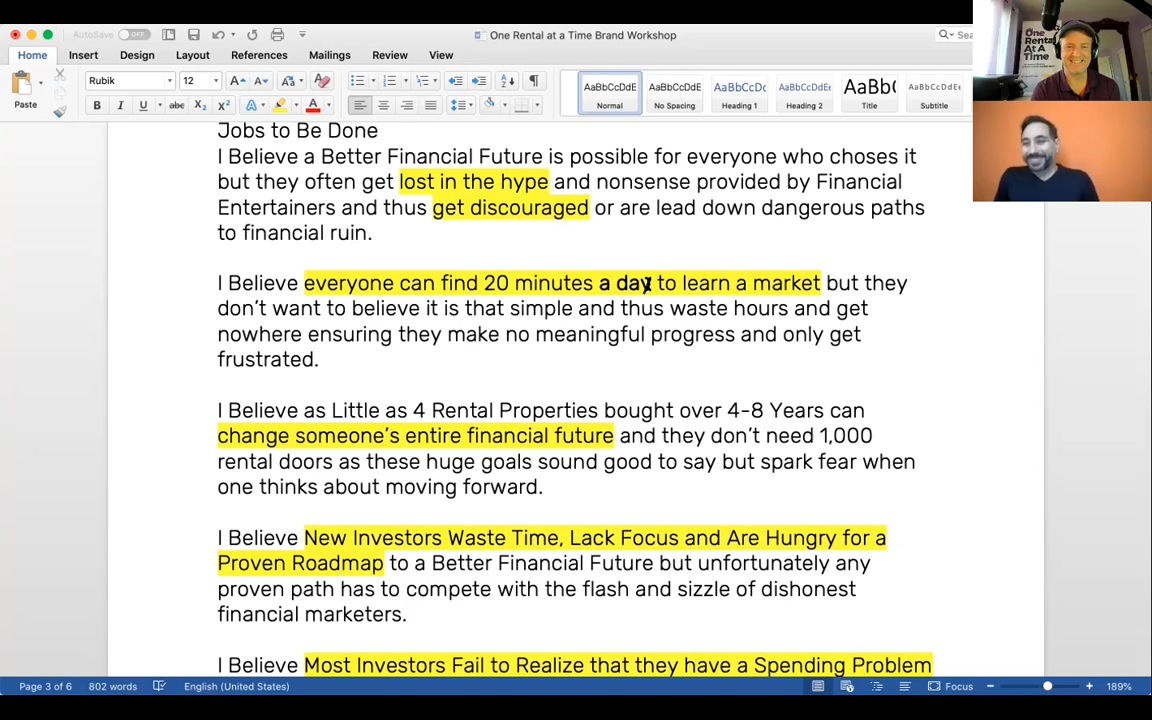 AutoSave OFF
One Rental at a Time Brand Workshop
Sea
Home Insert Design Layout References Mailings Review View
Paste
Rubik 12
AaBbCcDdE AaBbCcDdE AaBbCcDc AaBbCcDdEe AaBb( AaBbCcDdEe
Normal No Spacing Heading 1 Heading 2 Title Subtitle
One
Rental
At A
Time
Jobs to Be Done
I Believe a Better Financial Future is possible for everyone who choses it
but they often get lost in the hype and nonsense provided by Financial
Entertainers and thus get discouraged or are lead down dangerous paths
to financial ruin.
I Believe everyone can find 20 minutes a day to learn a market but they
don't want to believe it is that simple and thus waste hours and get
nowhere ensuring they make no meaningful progress and only get
frustrated.
I Believe as Little as 4 Rental Properties bought over 4-8 Years can
change someone's entire financial future and they don't need 1,000
rental doors as these huge goals sound good to say but spark fear when
one thinks about moving forward.
I Believe New Investors Waste Time, Lack Focus and Are Hungry for a
Proven Roadmap to a Better Financial Future but unfortunately any
proven path has to compete with the flash and sizzle of dishonest
financial marketers.
I Believe Most Investors Fail to Realize that they have a Spending Problem
Page 3 of 6 802 words English (United States) Focus 189%